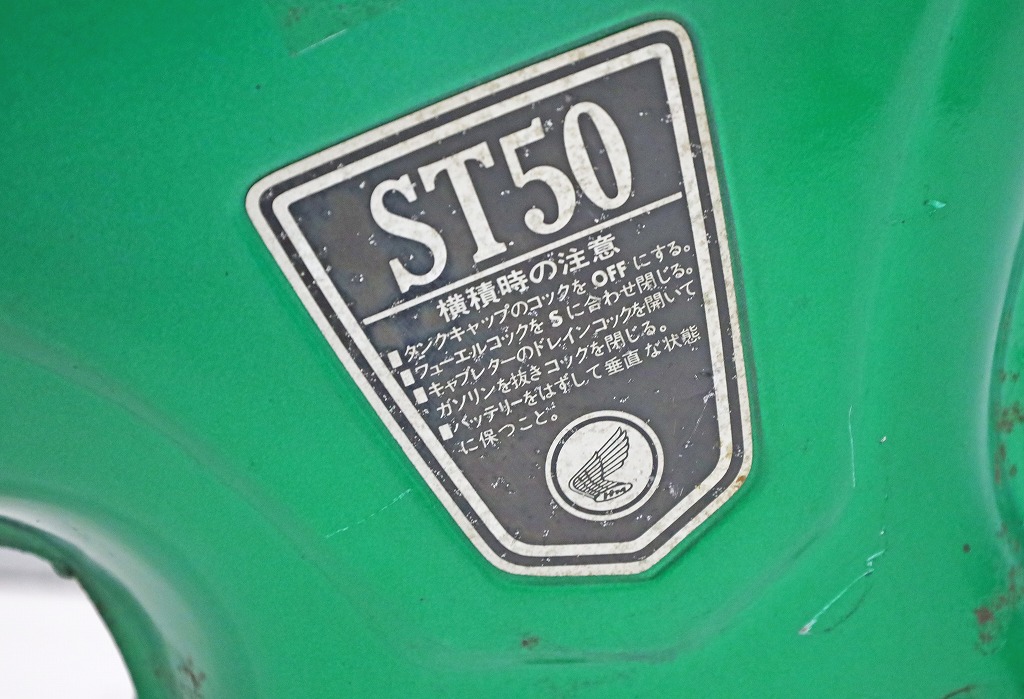 ST50
横積時の注意
■タンクキャップのコックを OFF にする。
■フューエルコックを S に合わせ閉じる。
■キャブレターのドレインコックを開いて
ガソリンを抜きコックを閉じる。
■バッテリーをはずして垂直な状態
に保つこと。
HM